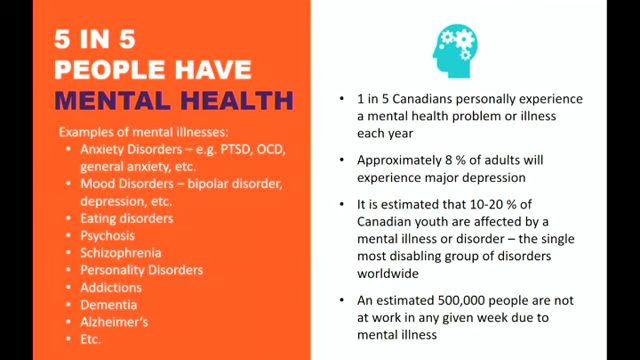 5 IN 5
PEOPLE HAVE
MENTAL HEALTH
Examples of mental illnesses:
• Anxiety Disorders – e.g. PTSD, OCD,
general anxiety, etc.
• Mood Disorders – bipolar disorder,
depression, etc.
• Eating disorders
• Psychosis
• Schizophrenia
• Personality Disorders
• Addictions
• Dementia
• Alzheimer's
• Etc.
• 1 in 5 Canadians personally experience
a mental health problem or illness
each year
• Approximately 8 % of adults will
experience major depression
• It is estimated that 10-20 % of
Canadian youth are affected by a
mental illness or disorder – the single
most disabling group of disorders
worldwide
• An estimated 500,000 people are not
at work in any given week due to
mental illness